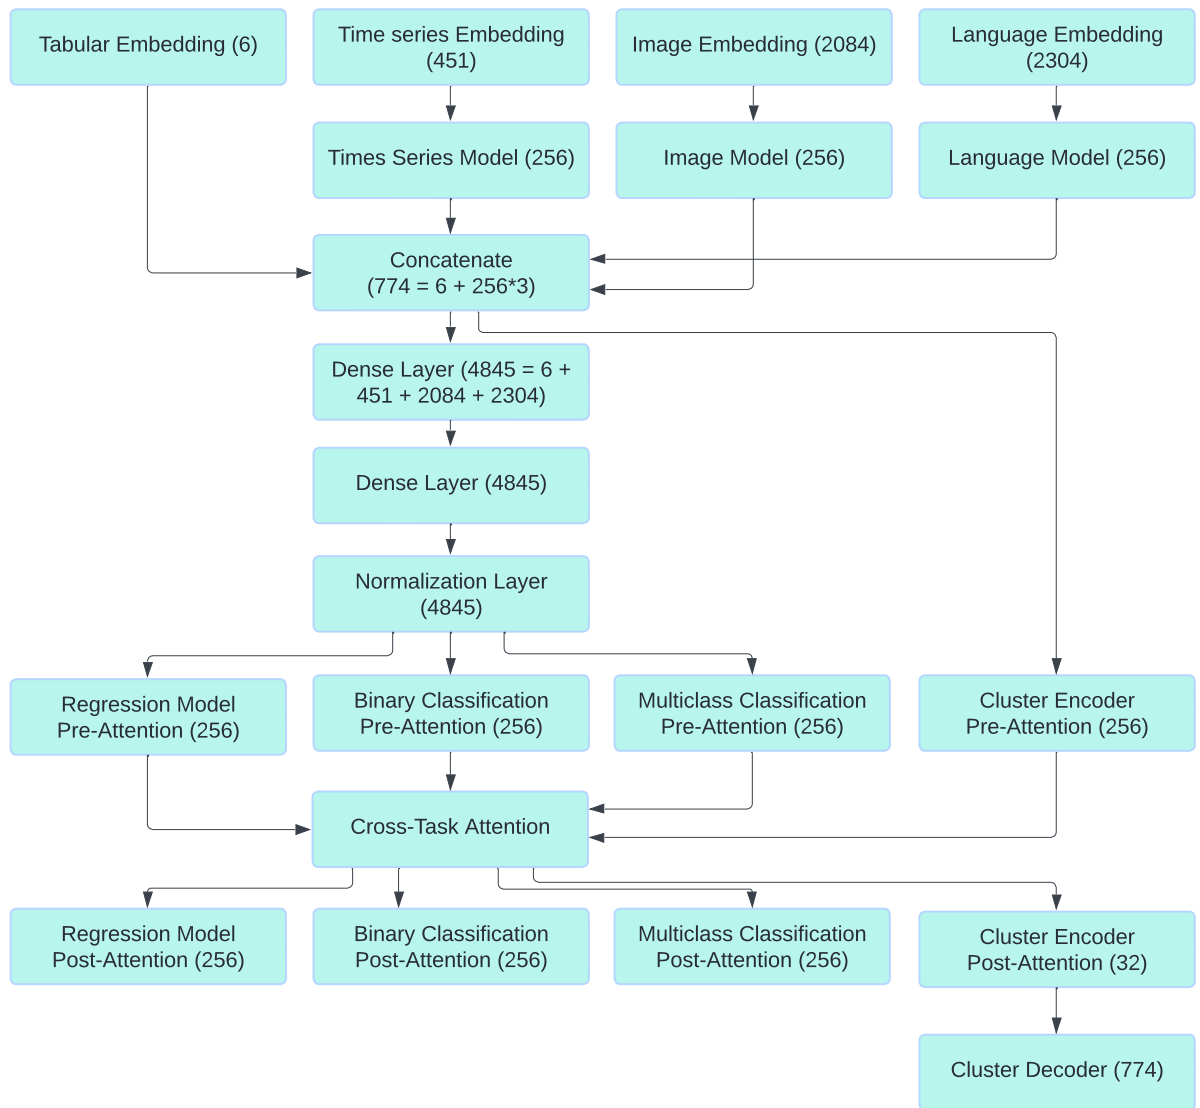 Tabular Embedding (6)
Time series Embedding
(451)
Image Embedding (2084)
Language Embedding
(2304)
Times Series Model (256)
Image Model (256)
Language Model (256)
Concatenate
(774 = 6 + 256*3)
Dense Layer (4845 = 6 +
451 + 2084 + 2304)
Dense Layer (4845)
Normalization Layer
(4845)
Regression Model
Pre-Attention (256)
Binary Classification
Pre-Attention (256)
Multiclass Classification
Pre-Attention (256)
Cluster Encoder
Pre-Attention (256)
Cross-Task Attention
Regression Model
Post-Attention (256)
Binary Classification
Post-Attention (256)
Multiclass Classification
Post-Attention (256)
Cluster Encoder
Post-Attention (32)
Cluster Decoder (774)